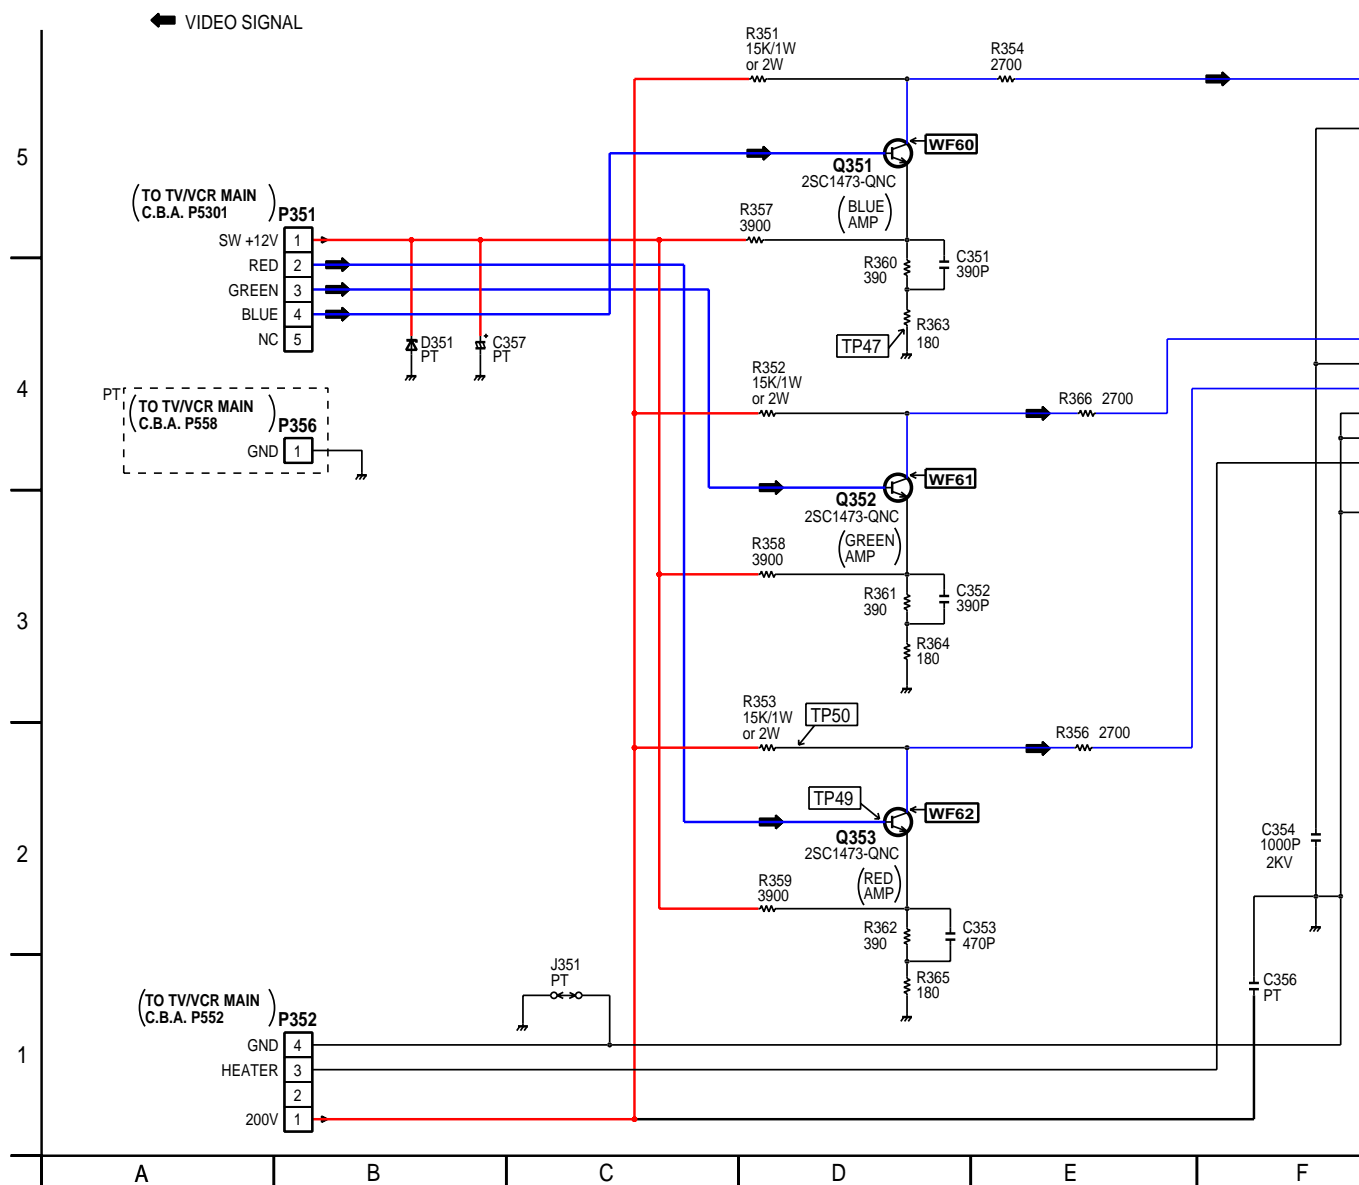 VIDEO SIGNAL
R351
15K/1W
or 2W
R354
2700
5
WF60
Q351
2SC1473-QNC
(BLUE
AMP)
(TO TV/VCR MAIN
C.B.A. P5301)
P351
SW +12V 1
RED 2
GREEN 3
BLUE 4
NC 5
R357
3900
R360
390
C351
390P
R363
180
TP47
D351
PT
+
C357
PT
R352
15K/1W
or 2W
R366 2700
4
PT
(TO TV/VCR MAIN
C.B.A. P558)
P356
GND 1
WF61
Q352
2SC1473-QNC
(GREEN
AMP)
R358
3900
R361
390
C352
390P
3
R364
180
R353
15K/1W
or 2W
TP50
R356 2700
TP49
WF62
Q353
2SC1473-QNC
(RED
AMP)
2
C354
1000P
2KV
R359
3900
R362
390
C353
470P
J351
PT
R365
180
C356
PT
(TO TV/VCR MAIN
C.B.A. P552)
P352
GND 4
HEATER 3
2
200V 1
1
A B C D E F